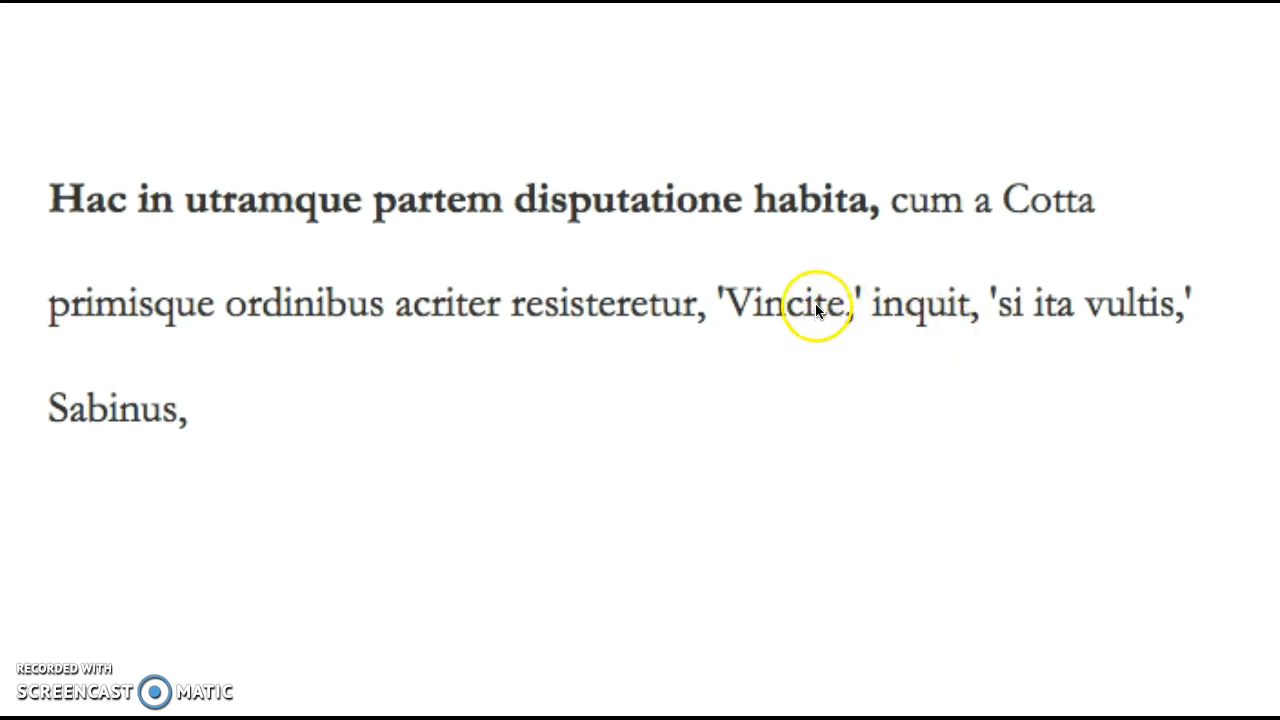 Hac in utramque partem disputatione habita, cum a Cotta
primisque ordinibus acriter resisteretur, 'Vincite,' inquit, 'si ita vultis,'
Sabinus,
RECORDED WITH
SCREENCAST MATIC